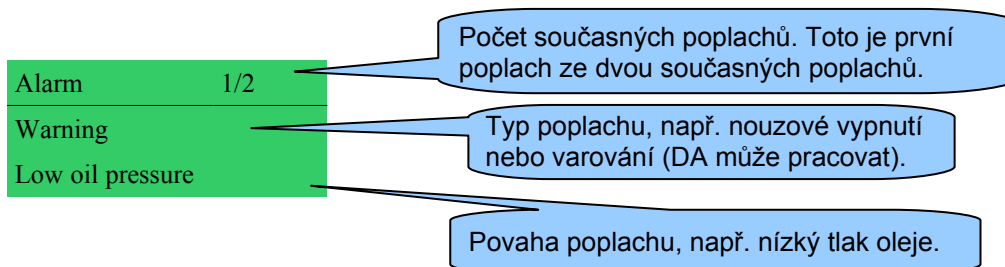 Počet současných poplachů. Toto je první
poplach ze dvou současných poplachů.
Alarm 1/2
Warning
Typ poplachu, např. nouzové vypnutí
nebo varování (DA může pracovat).
Low oil pressure
Povaha poplachu, např. nízký tlak oleje.